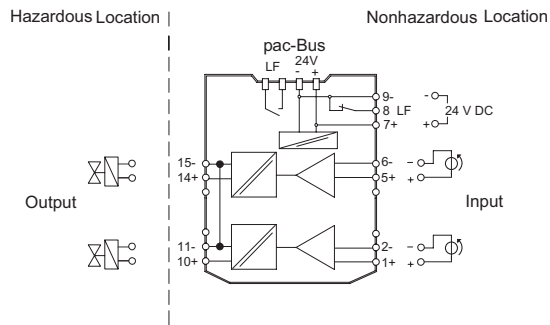 Hazardous Location
Nonhazardous Location
pac-Bus
LF 24V
- +
9-
8 LF
7+
-
+
24 V DC
15-
14+
6-
5+
-
+
Output
Input
11-
10+
2-
1+
-
+